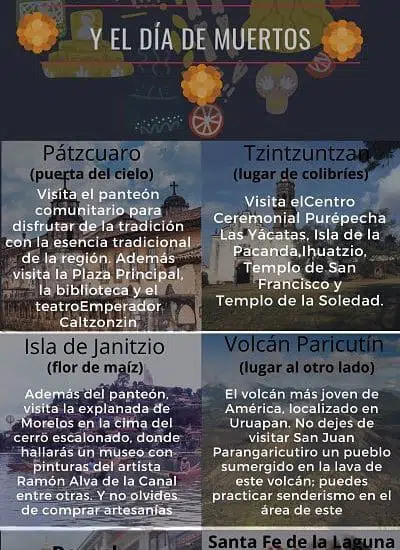 Y EL DÍA DE MUERTOS
Pátzcuaro
(puerta del cielo)
Visita el panteón
comunitario para
disfrutar de la tradición
con la esencia tradicional
de la región. Además
visita la Plaza Principal,
la biblioteca y el
teatroEmperador
Caltzonzin
Tzintzuntzan
(lugar de colibríes)
Visita elCentro
Ceremonial Purépecha
Las Yácatas, Isla de la
Pacanda,Ihuatzio,
Templo de San
Francisco y
Templo de la Soledad.
Isla de Janitzio
(flor de maíz)
Además del panteón,
visita la explanada de
Morelos en la cima del
cerro escalonado, donde
hallarás un museo con
pinturas del artista
Ramón Alva de la Canal
entre otras. Y no olvides
de comprar artesanías
Volcán Paricutín
(lugar al otro lado)
El volcán más joven de
América, localizado en
Uruapan. No dejes de
visitar San Juan
Parangaricutiro un pueblo
sumergido en la lava de
este volcán; puedes
practicar senderismo en el
área de este
Santa Fe de la Laguna